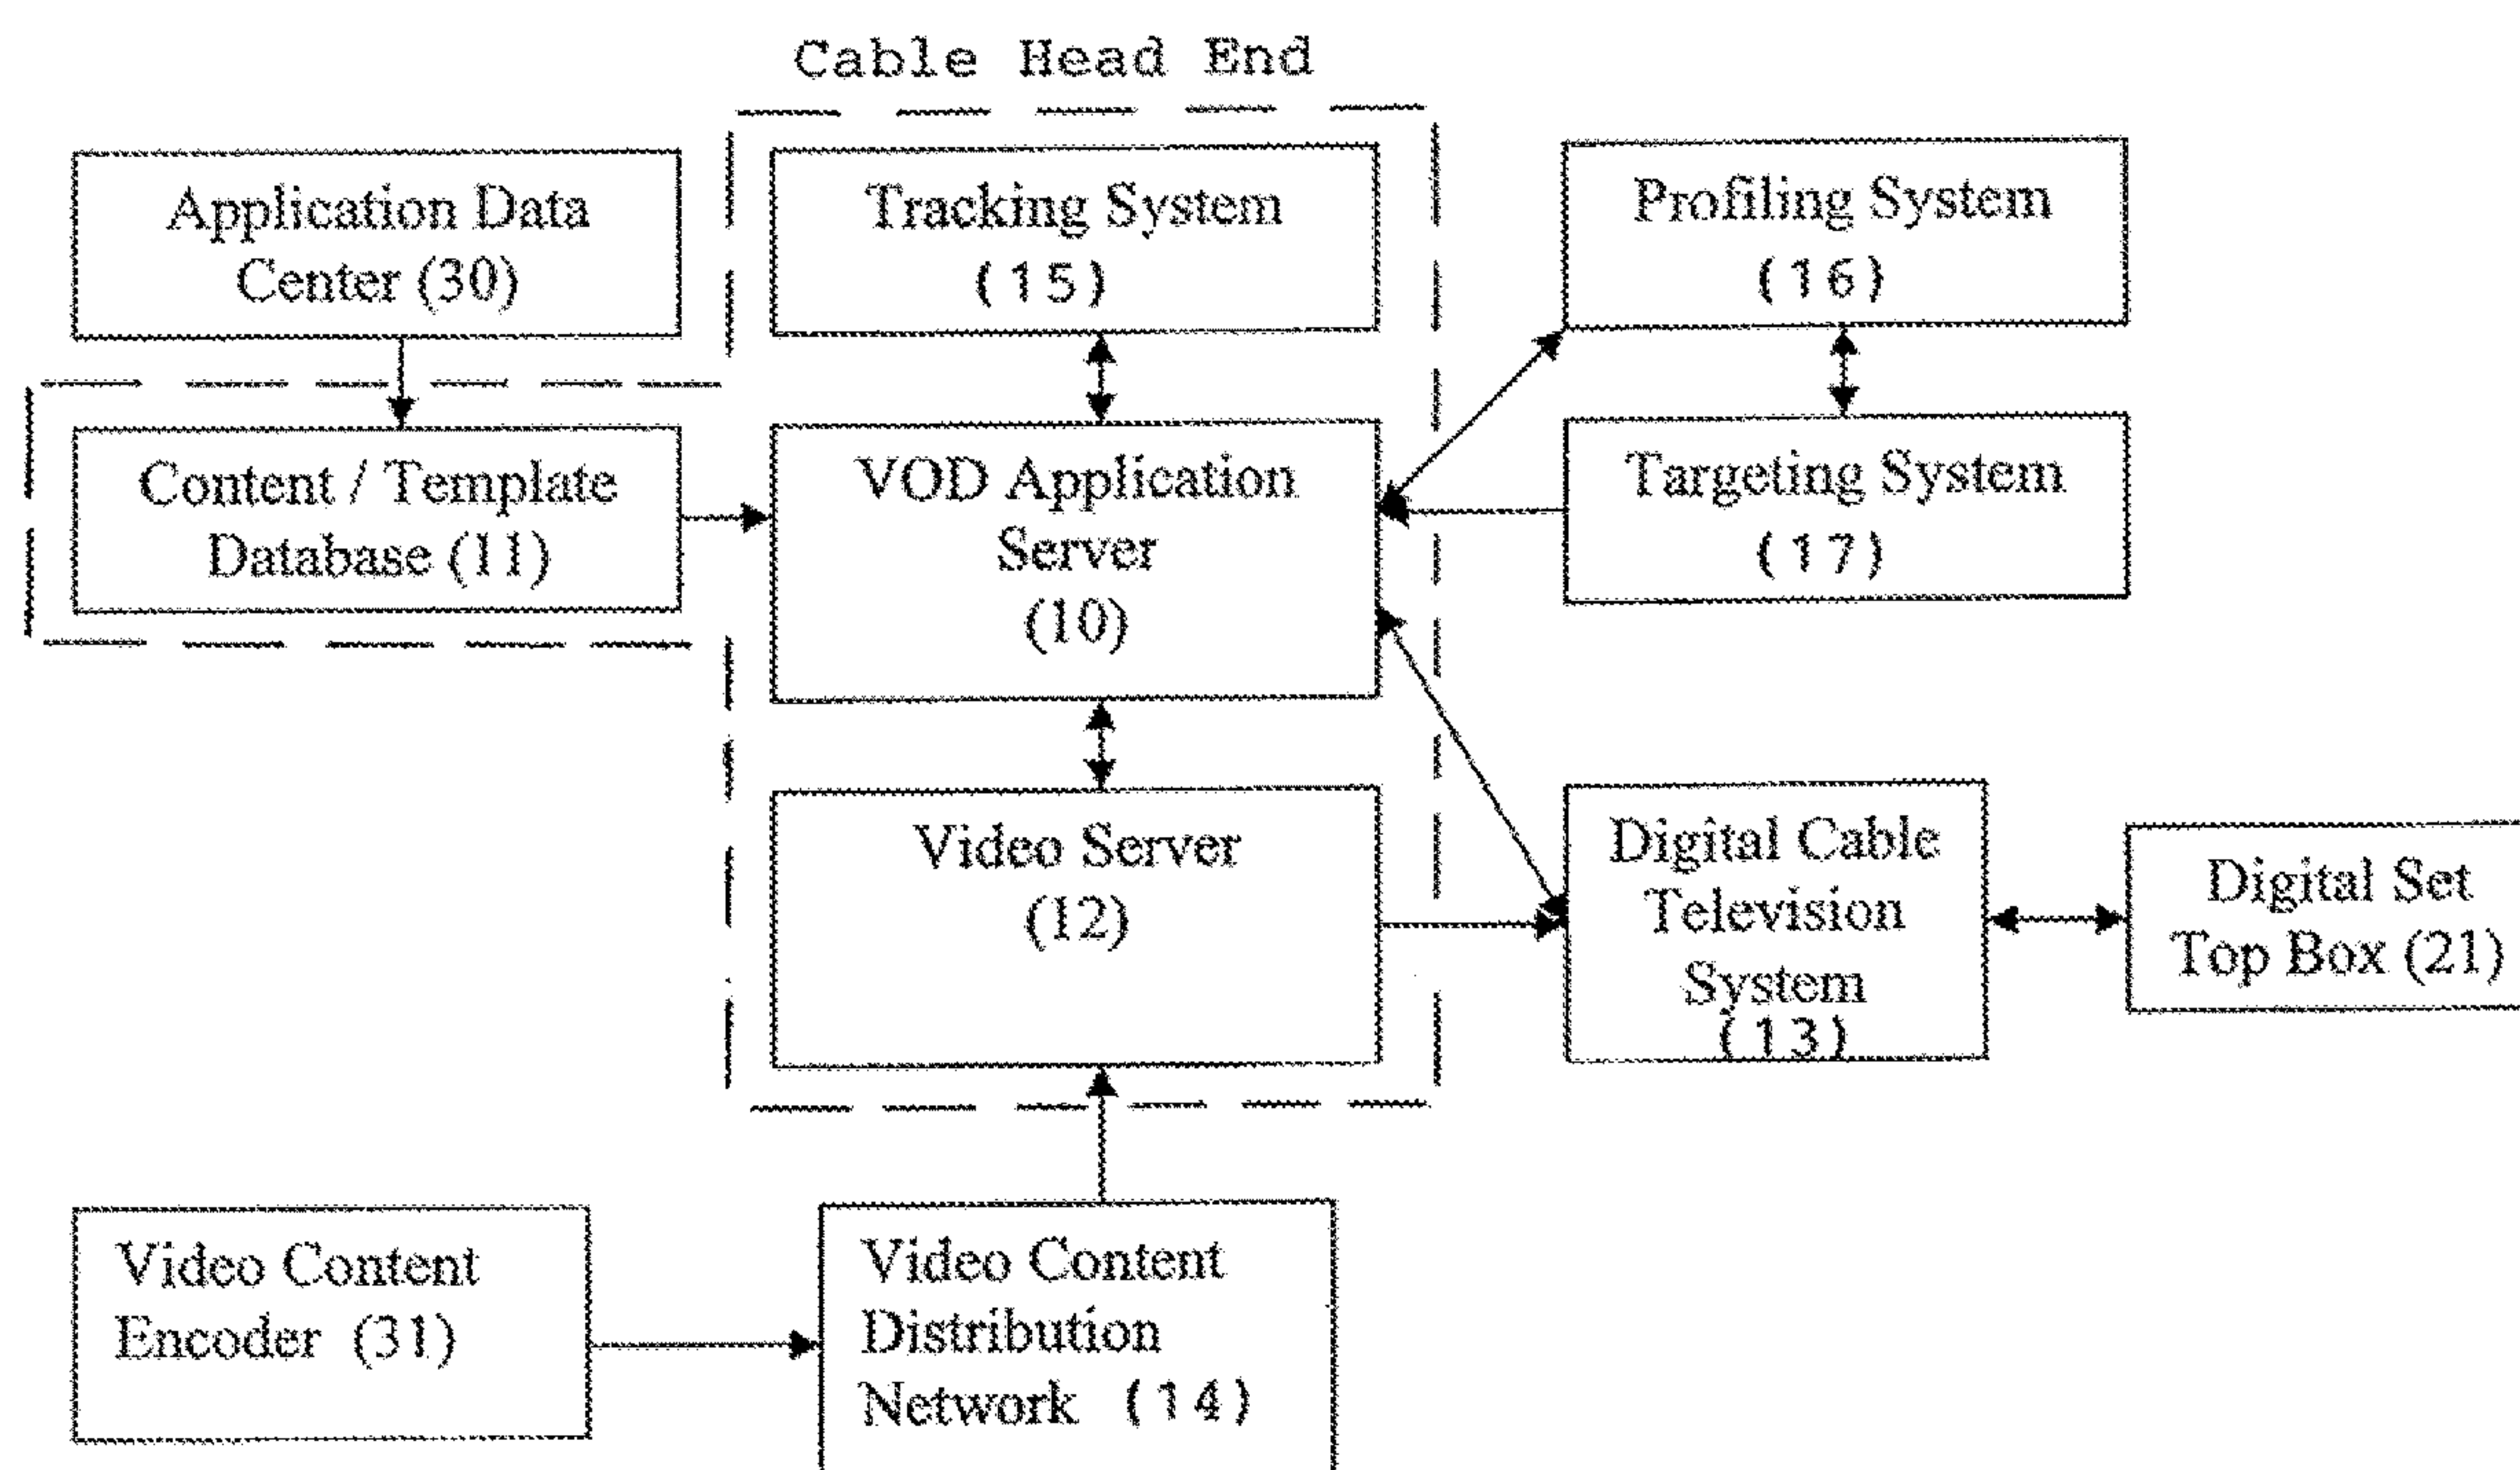 Cable Head End
Application Data
Center (30)
Tracking System
(15)
Profiling System
(16)
Content / Template
Database (11)
VOD Application
Server
(10)
Targeting System
(17)
Video Server
(12)
Digital Cable
Television
System
(13)
Digital Set
Top Box (21)
Video Content
Encoder (31)
Video Content
Distribution
Network (14)